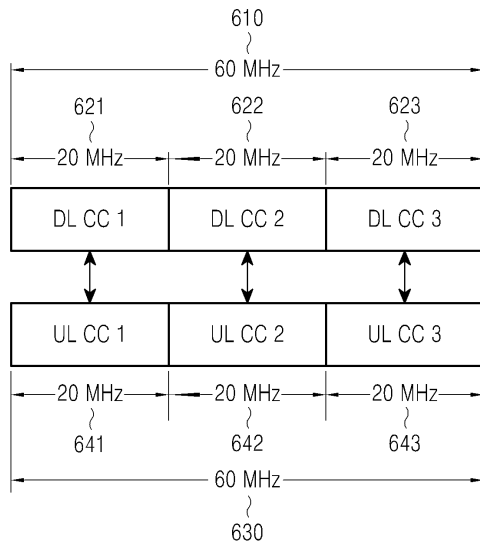 610
60 MHz
621 622 623
20 MHz 20 MHz 20 MHz
DL CC 1 DL CC 2 DL CC 3
UL CC 1 UL CC 2 UL CC 3
20 MHz 20 MHz 20 MHz
641 642 643
60 MHz
630